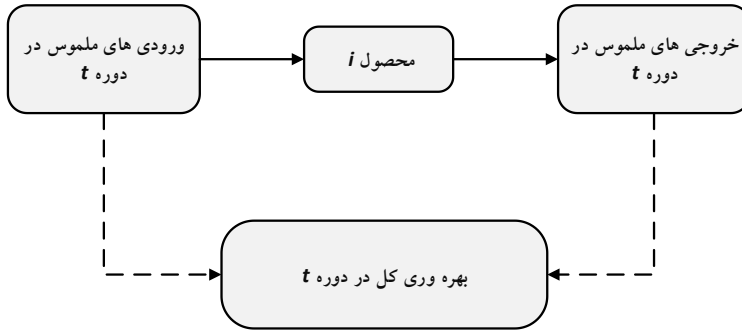 ورودی های ملموس در
دوره t
محصول i
خروجی های ملموس در
دوره t
بهره وری کل در دوره t